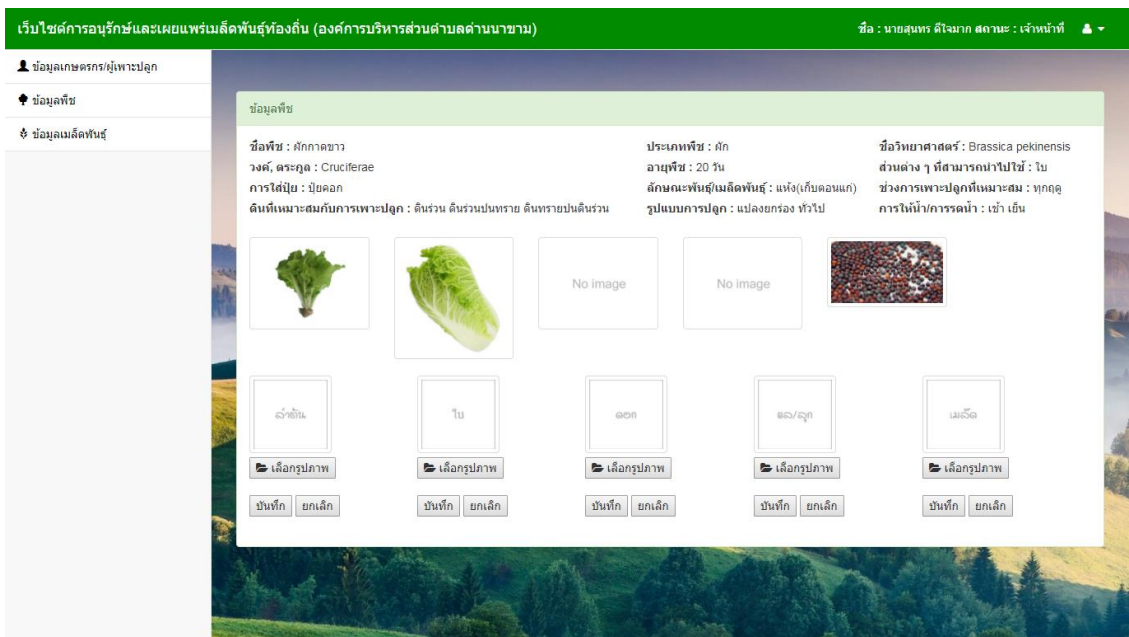 เว็บไซต์การอนุรักษ์และเผยแพร่เมล็ดพันธุ์ท้องถิ่น (องค์การบริหารส่วนตำบลด่านนาขาม) ชื่อ : นายสุนทร ดีใจมาก สถานะ : เจ้าหน้าที่
ข้อมูลเกษตรกร/ผู้เพาะปลูก
ข้อมูลพืช
ข้อมูลเมล็ดพันธุ์
ข้อมูลพืช
ชื่อพืช : ผักกาดขาว ประเภทพืช : ผัก ชื่อวิทยาศาสตร์ : Brassica pekinensis
วงศ์, ตระกูล : Cruciferae อายุพืช : 20 วัน ส่วนต่าง ๆ ที่สามารถนำไปใช้ : ใบ
การใส่ปุ๋ย : ปุ๋ยคอก ลักษณะพันธุ์/เมล็ดพันธุ์ : แห้ง(เก็บตอนแก่) ช่วงการเพาะปลูกที่เหมาะสม : ทุกฤดู
ดินที่เหมาะสมกับการเพาะปลูก : ดินร่วน ดินร่วนปนทราย ดินทรายปนดินร่วน รูปแบบการปลูก : แปลงยกร่อง ทั่วไป การให้น้ำ/การรดน้ำ : เช้า เย็น
No image No image
ลำต้น ใบ ดอก ผล/ลูก เมล็ด
เลือกรูปภาพ เลือกรูปภาพ เลือกรูปภาพ เลือกรูปภาพ เลือกรูปภาพ
บันทึก ยกเลิก บันทึก ยกเลิก บันทึก ยกเลิก บันทึก ยกเลิก บันทึก ยกเลิก